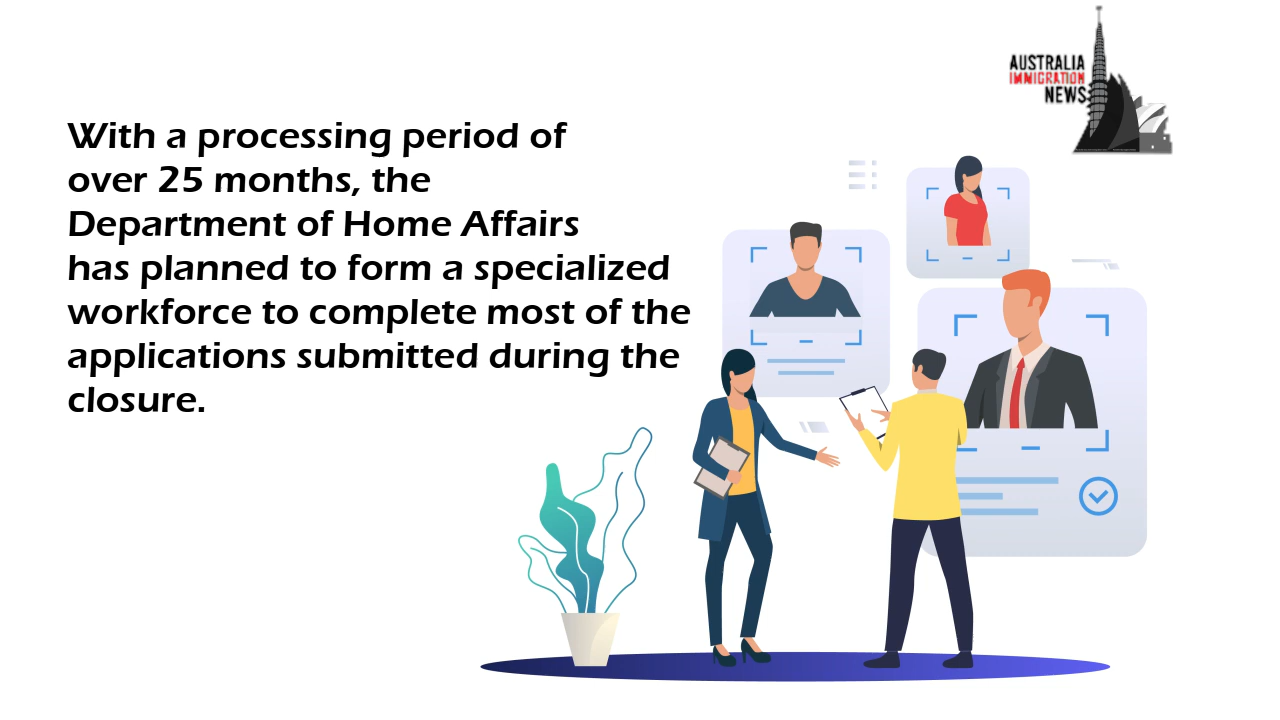 AUSTRALIA
IMMIGRATION
NEWS
With a processing period of
over 25 months, the
Department of Home Affairs
has planned to form a specialized
workforce to complete most of the
applications submitted during the
closure.